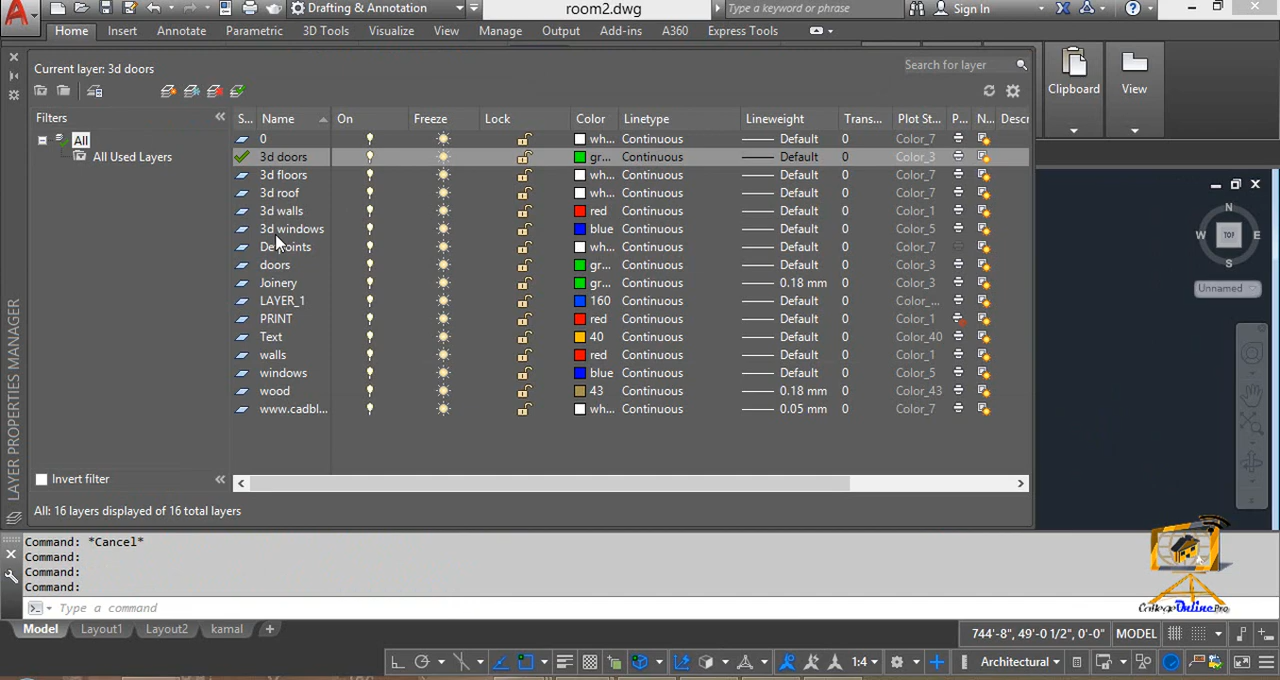 Drafting & Annotation
room2.dwg
Type a keyword or phrase
Sign In
Home Insert Annotate Parametric 3D Tools Visualize View Manage Output Add-ins A360 Express Tools
Current layer: 3d doors
Search for layer
Clipboard
View
Filters
S... Name On Freeze Lock Color Linetype Lineweight Trans... Plot St... P... N... Descr
All
All Used Layers
0 wh... Continuous Default 0 Color_7
3d doors gr... Continuous Default 0 Color_3
3d floors wh... Continuous Default 0 Color_7
3d roof wh... Continuous Default 0 Color_7
3d walls red Continuous Default 0 Color_1
3d windows blue Continuous Default 0 Color_5
wh... Continuous Default 0 Color_7
doors gr... Continuous Default 0 Color_3
Joinery gr... Continuous 0.18 mm 0 Color_3
LAYER_1 160 Continuous Default 0 Color_...
PRINT red Continuous Default 0 Color_1
Text 40 Continuous Default 0 Color_40
walls red Continuous Default 0 Color_1
windows blue Continuous Default 0 Color_5
wood 43 Continuous 0.18 mm 0 Color_43
www.cadbl... wh... Continuous 0.05 mm 0 Color_7
N
W TOP E
S
Unnamed
Invert filter
All: 16 layers displayed of 16 total layers
LAYER PROPERTIES MANAGER
Command: *Cancel*
Command:
Command:
Command:
Type a command
College Online Pro
Model Layout1 Layout2 kamal +
744'-8", 49'-0 1/2", 0'-0" MODEL
1:4 Architectural